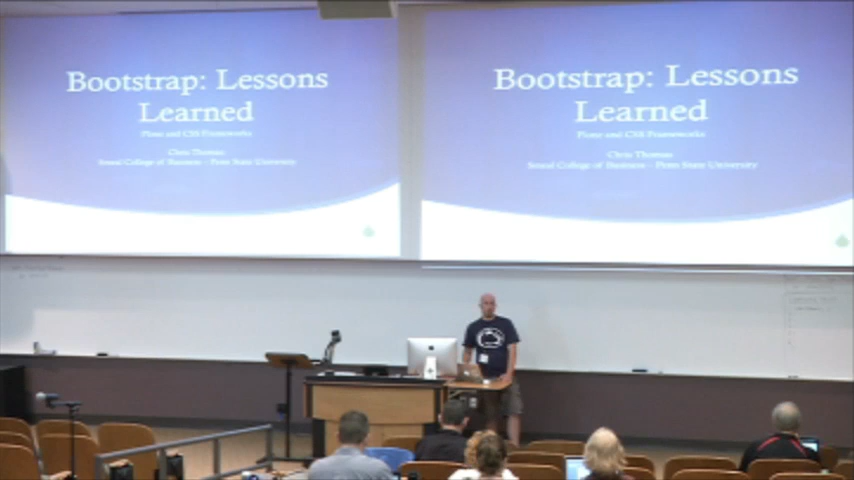 Bootstrap: Lessons
Learned
Plone and CSS Frameworks
Chris Thomas
Smeal College of Business – Penn State University
Bootstrap: Lessons
Learned
Plone and CSS Frameworks
Chris Thomas
Smeal College of Business – Penn State University